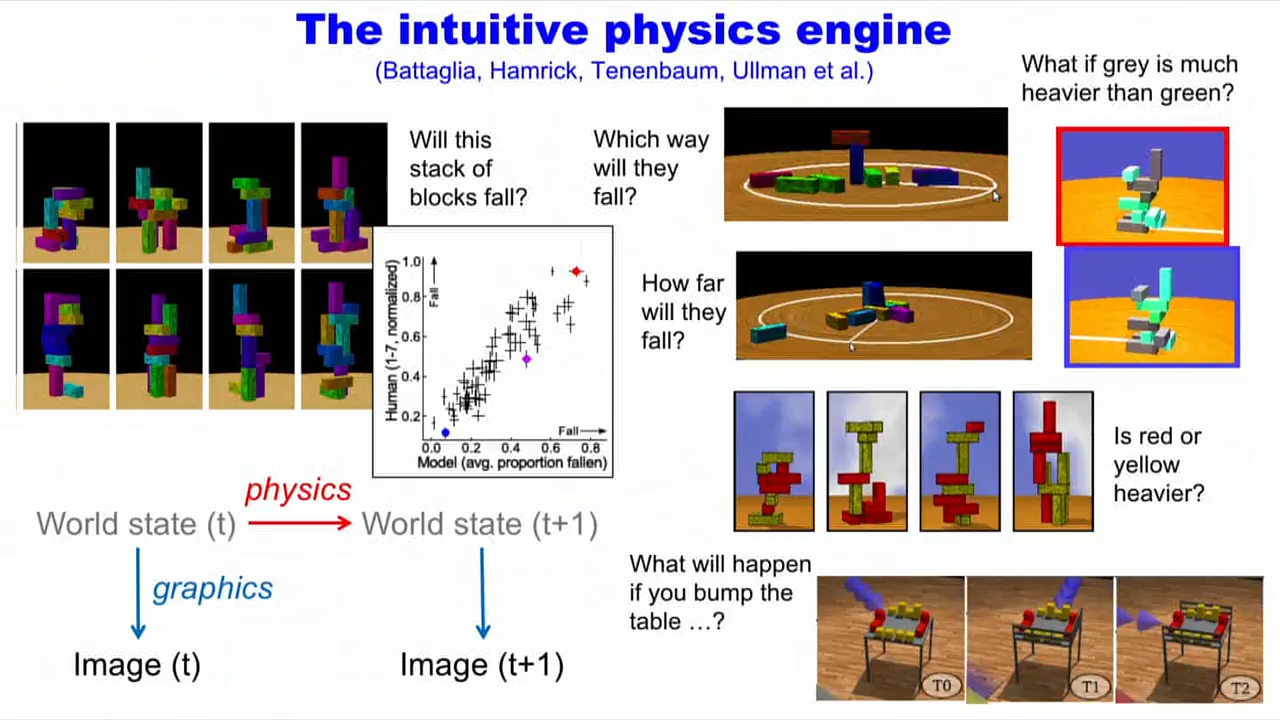 The intuitive physics engine
(Battaglia, Hamrick, Tenenbaum, Ullman et al.)
What if grey is much
heavier than green?
Will this
stack of
blocks fall?
Which way
will they
fall?
How far
will they
fall?
Human (1-7, normalized)
Fall
1.0
0.8
0.6
0.4
0.2
Fall
0.0 0.2 0.4 0.6 0.8
Model (avg. proportion fallen)
Is red or
yellow
heavier?
physics
World state (t)
World state (t+1)
graphics
Image (t)
Image (t+1)
What will happen
if you bump the
table …?
T0
T1
T2